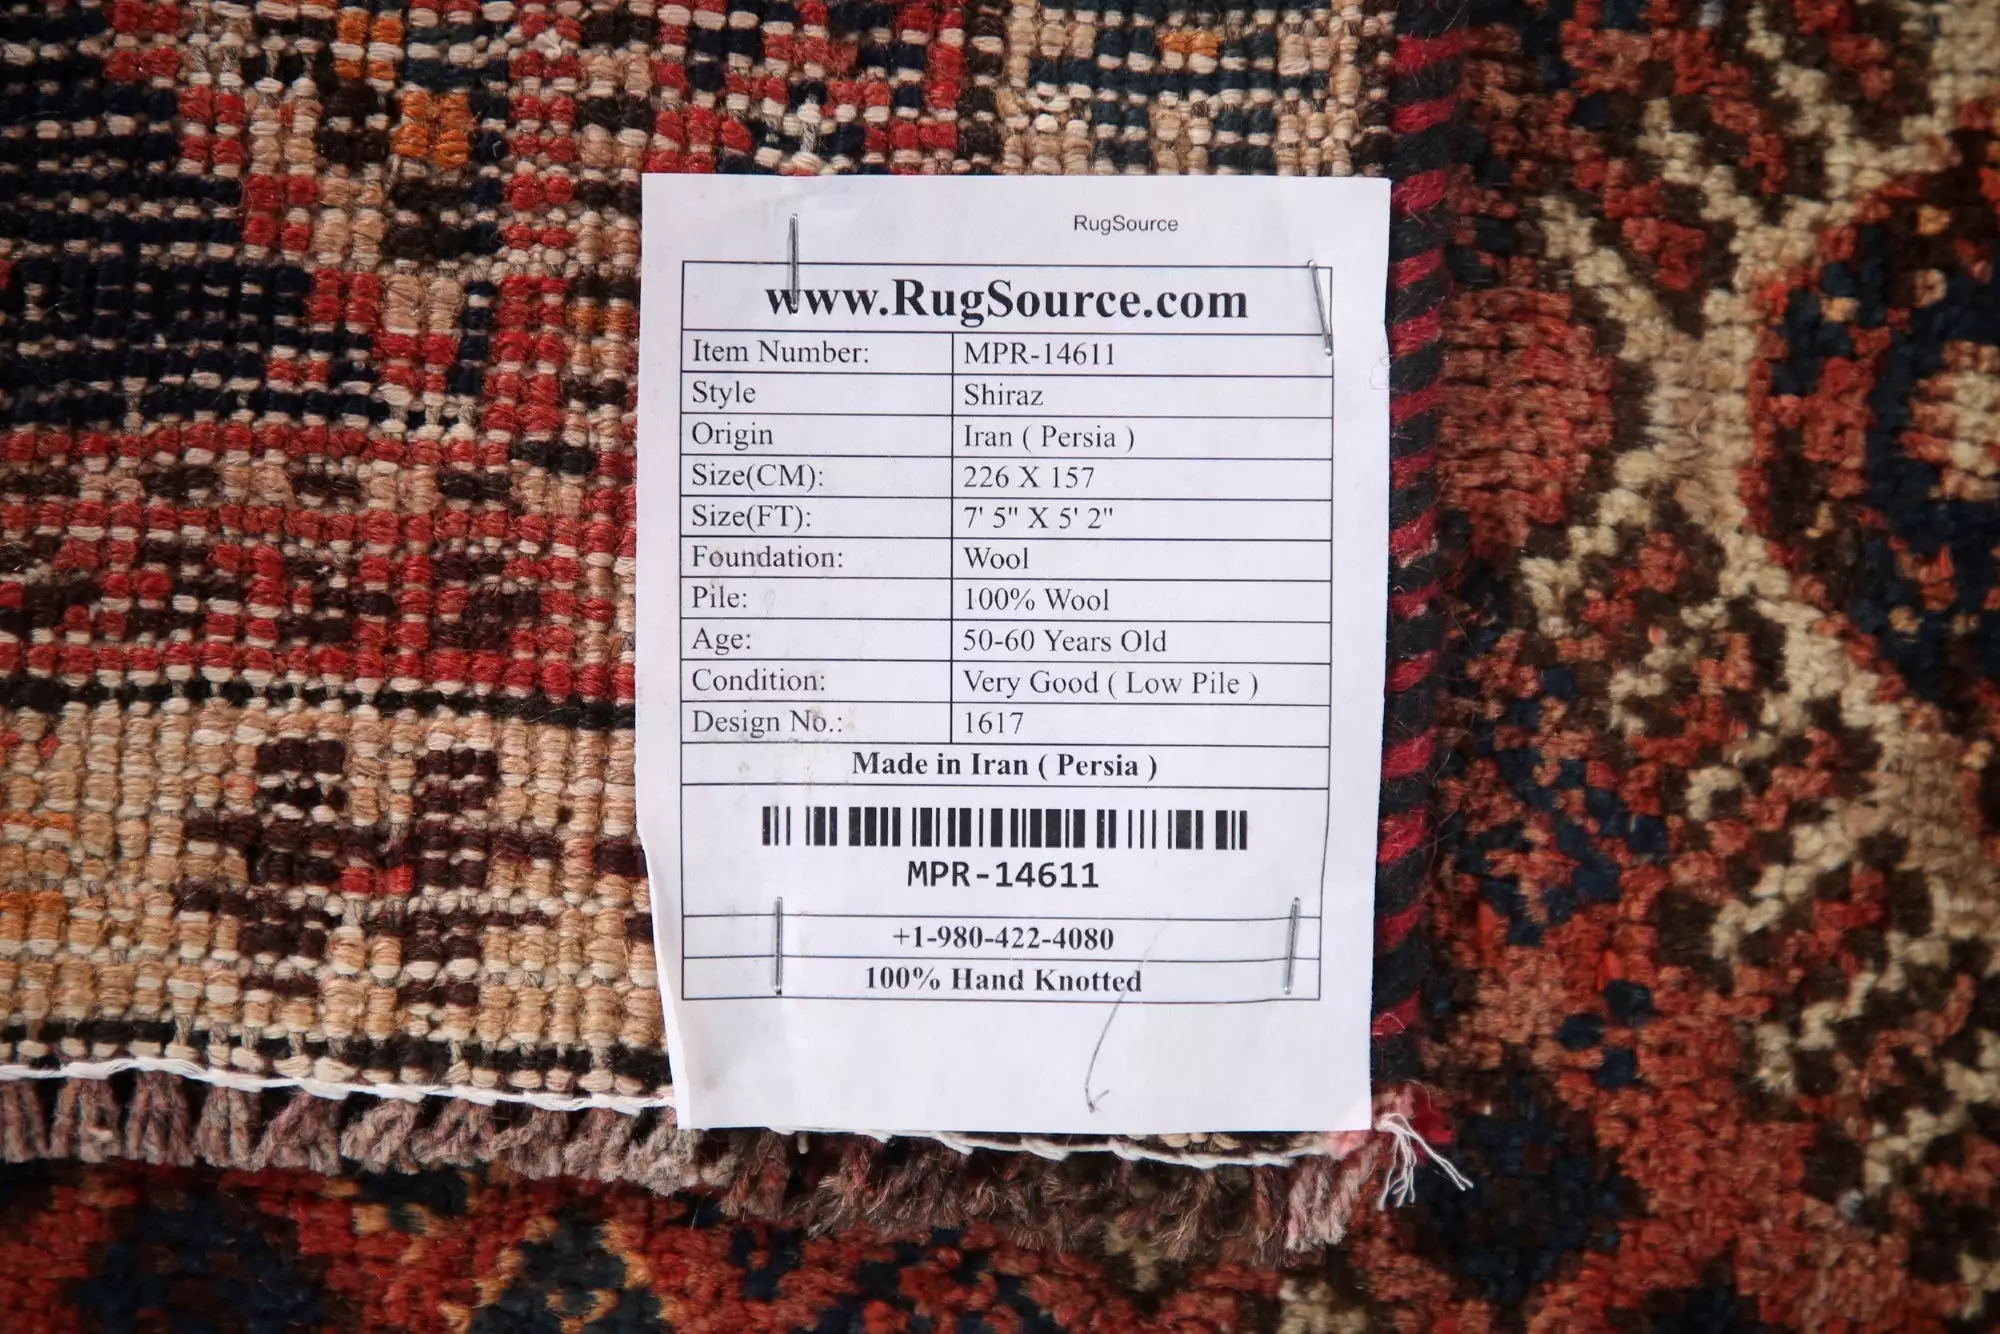 RugSource
www.RugSource.com
Item Number: MPR-14611
Style Shiraz
Origin Iran ( Persia )
Size(CM): 226 X 157
Size(FT): 7' 5" X 5' 2"
Foundation: Wool
Pile: 100% Wool
Age: 50-60 Years Old
Condition: Very Good ( Low Pile )
Design No.: 1617
Made in Iran ( Persia )
MPR-14611
+1-980-422-4080
100% Hand Knotted